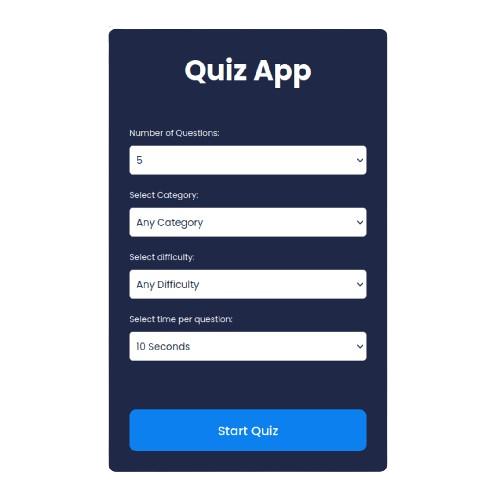 Quiz App
Number of Questions:
5
Select Category:
Any Category
Select difficulty:
Any Difficulty
Select time per question:
10 Seconds
Start Quiz